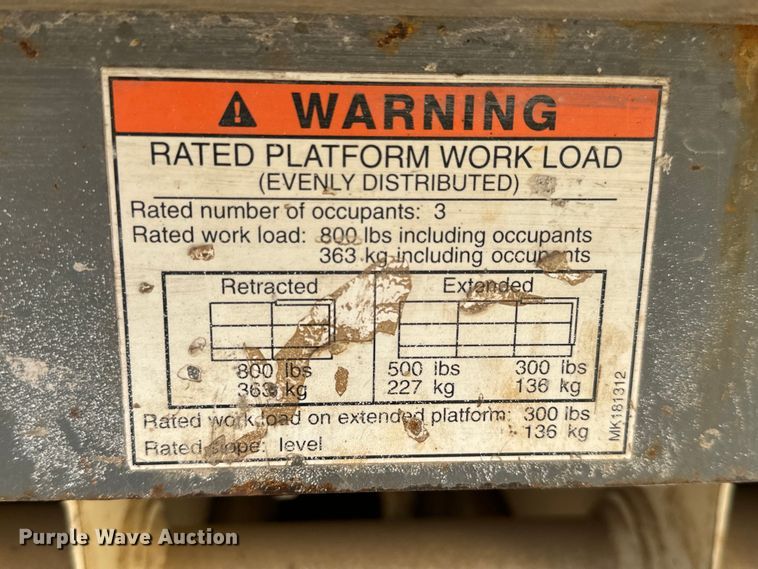 WARNING
RATED PLATFORM WORK LOAD
(EVENLY DISTRIBUTED)
Rated number of occupants: 3
Rated work load: 800 lbs including occupants
363 kg including occupants
Retracted Extended
800 lbs 500 lbs 300 lbs
363 kg 227 kg 136 kg
Rated work load on extended platform: 300 lbs
136 kg
Rated slope: level
MK181312
Purple Wave Auction